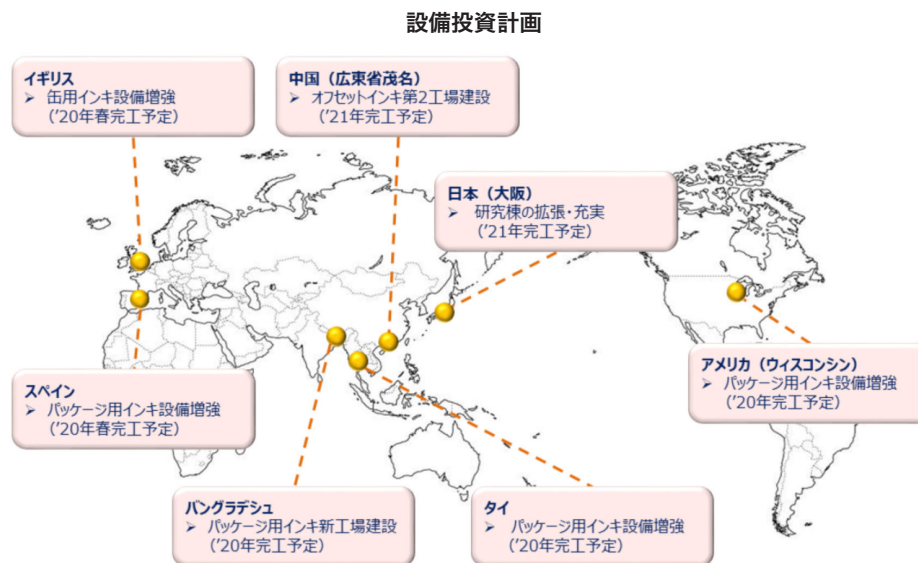 設備投資計画
イギリス
➢ 缶用インキ設備増強
（’20年春完工予定）
中国（広東省茂名）
➢ オフセットインキ第2工場建設
（’21年完工予定）
日本（大阪）
➢ 研究棟の拡張・充実
（’21年完工予定）
アメリカ（ウィスコンシン）
➢ パッケージ用インキ設備増強
（’20年完工予定）
スペイン
➢ パッケージ用インキ設備増強
（’20年春完工予定）
バングラデシュ
➢ パッケージ用インキ新工場建設
（’20年完工予定）
タイ
➢ パッケージ用インキ設備増強
（’20年完工予定）